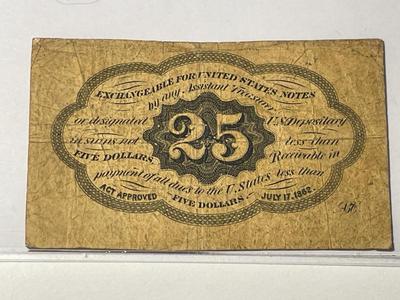 EXCHANGEABLE FOR UNITED STATES NOTES
by any Assistant Treasurer
or designated U.S. Depositary
in sums not less than
25
FIVE DOLLARS. Receivable in
payment of all dues to the U. States less than
FIVE DOLLARS.
ACT APPROVED JULY 17. 1862.